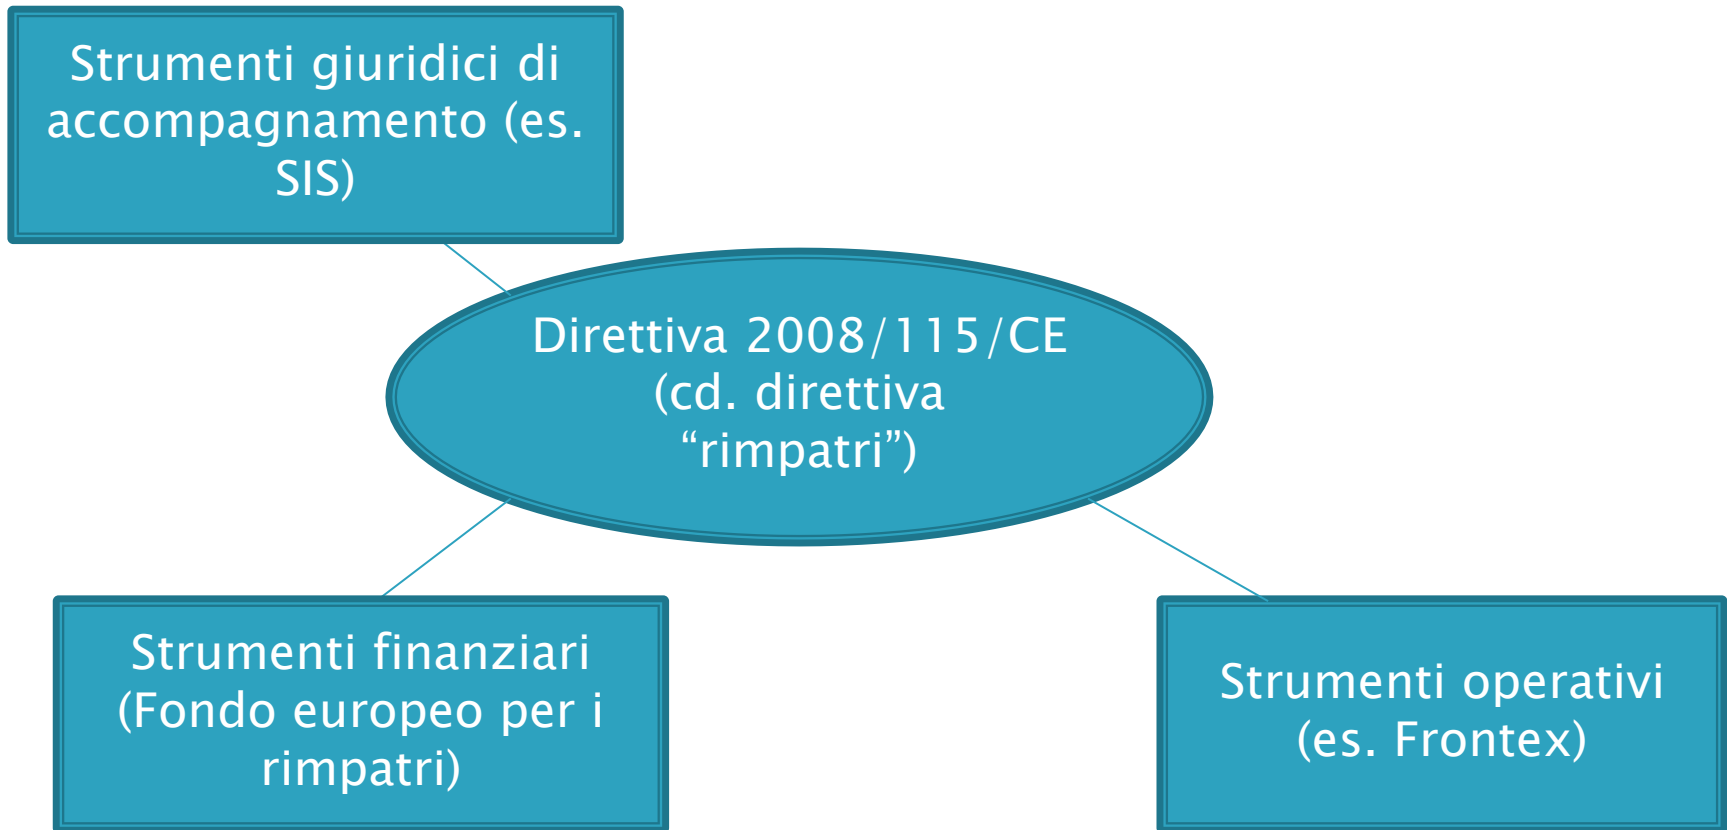 Strumenti giuridici di
accompagnamento (es.
SIS)
Direttiva 2008/115/CE
(cd. direttiva
“rimpatri”)
Strumenti finanziari
(Fondo europeo per i
rimpatri)
Strumenti operativi
(es. Frontex)